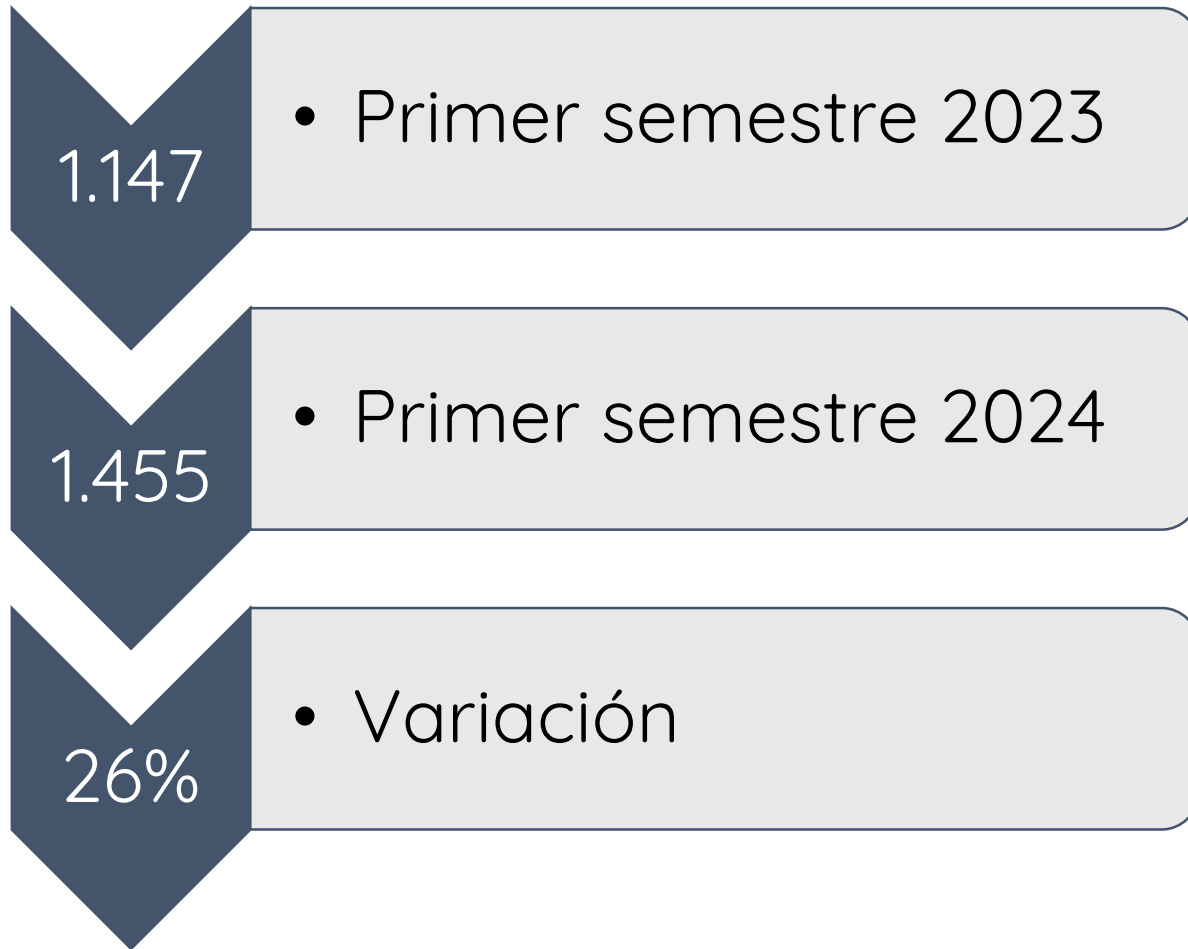 1.147
• Primer semestre 2023
1.455
• Primer semestre 2024
26%
• Variación